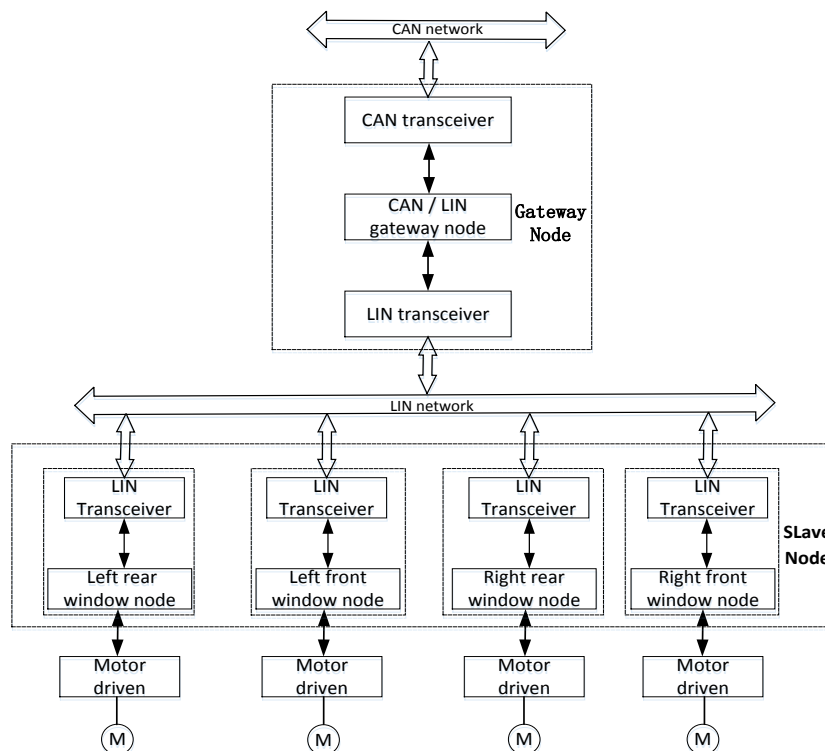 CAN network
CAN transceiver
CAN / LIN
gateway node
Gateway
Node
LIN transceiver
LIN network
LIN
Transceiver
LIN
Transceiver
LIN
Transceiver
LIN
Transceiver
SLave
Node
Left rear
window node
Left front
window node
Right rear
window node
Right front
window node
Motor
driven
Motor
driven
Motor
driven
Motor
driven
M
M
M
M